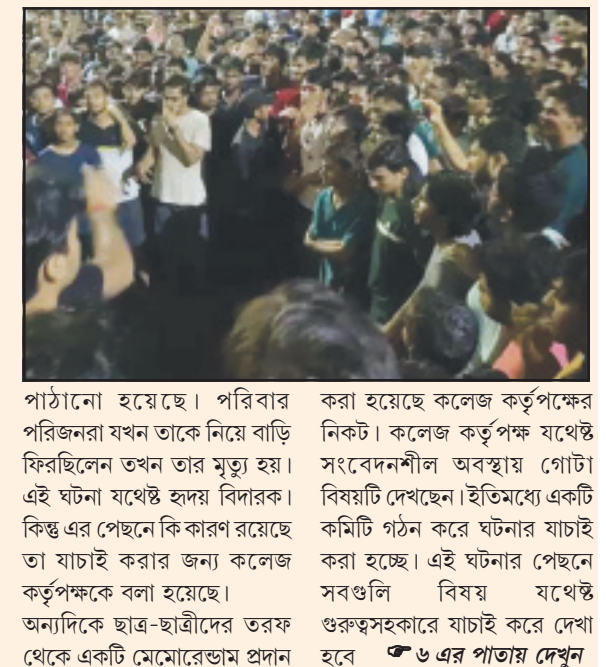 পাঠানো হয়েছে। পরিবার
পরিজনরা যখন তাকে নিয়ে বাড়ি
ফিরছিলেন তখন তার মৃত্যু হয়।
এই ঘটনা যথেষ্ট হৃদয় বিদারক।
কিন্তু এর পেছনে কি কারণ রয়েছে
তা যাচাই করার জন্য কলেজ
কর্তৃপক্ষকে বলা হয়েছে।
অন্যদিকে ছাত্র-ছাত্রীদের তরফ
থেকে একটি মেমোরেন্ডাম প্রদান
করা হয়েছে কলেজ কর্তৃপক্ষের
নিকট। কলেজ কর্তৃপক্ষ যথেষ্ট
সংবেদনশীল অবস্থায় গোটা
বিষয়টি দেখছেন। ইতিমধ্যে একটি
কমিটি গঠন করে ঘটনার যাচাই
করা হচ্ছে। এই ঘটনার পেছনে
সবগুলি বিষয় যথেষ্ট
গুরুত্বসহকারে যাচাই করে দেখা
হবে ☛ ৬ এর পাতায় দেখুন